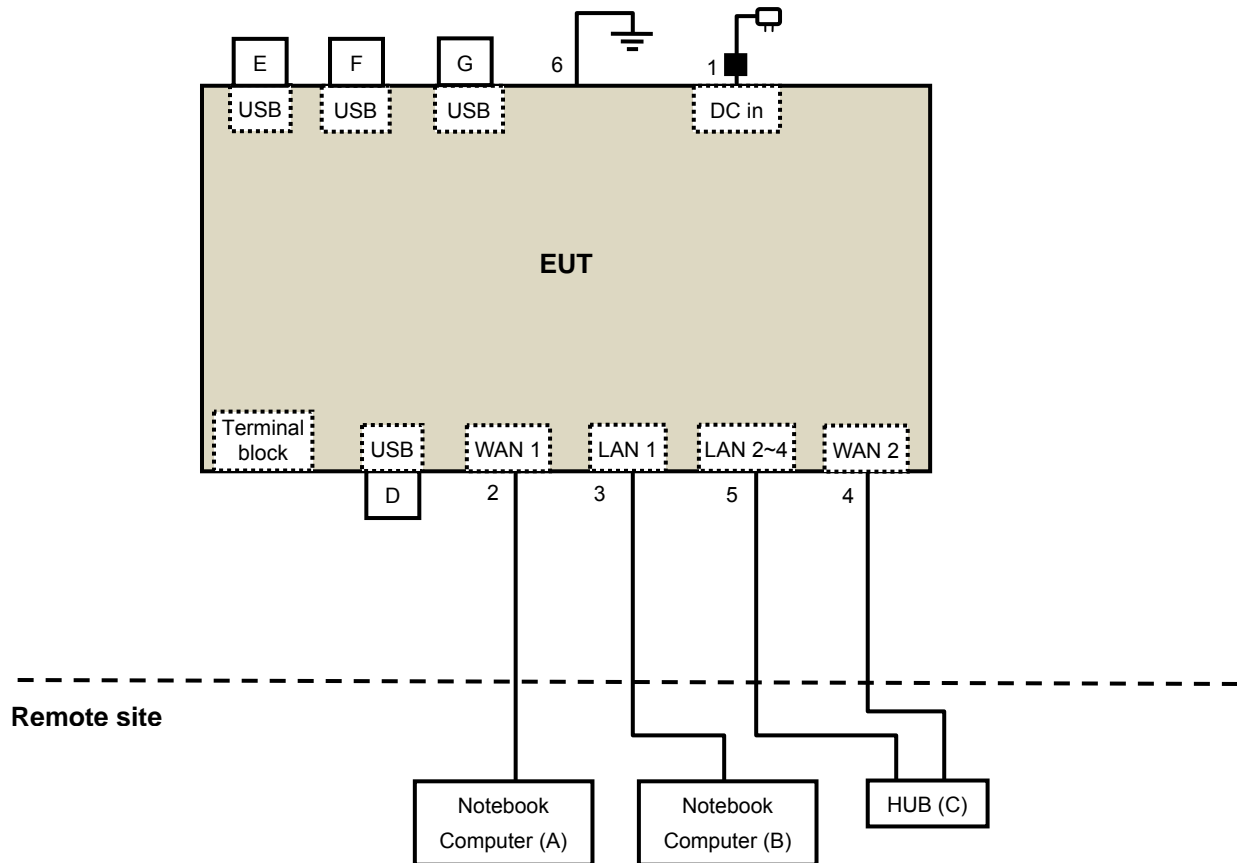 E
F
G
6
1
USB
USB
USB
DC in
EUT
Terminal
block
USB
WAN 1
LAN 1
LAN 2~4
WAN 2
D
2
3
5
4
Remote site
Notebook
Computer (A)
Notebook
Computer (B)
HUB (C)